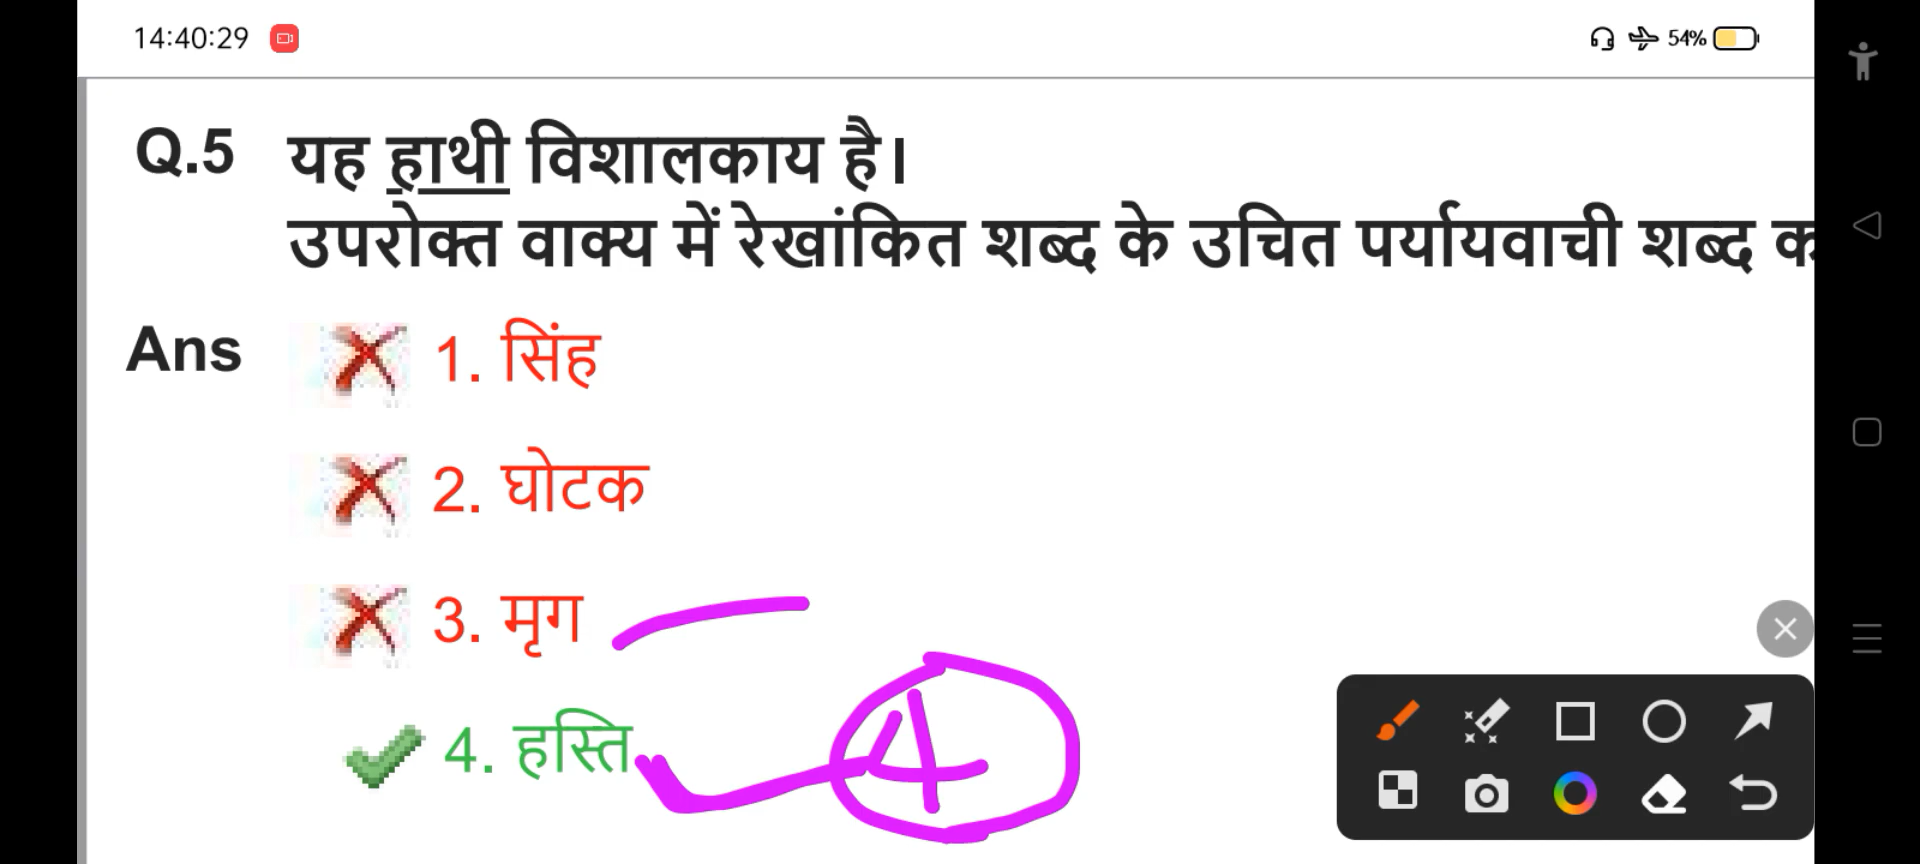 14:40:29 54%
Q.5 यह हाथी विशालकाय है।
उपरोक्त वाक्य में रेखांकित शब्द के उचित पर्यायवाची शब्द क
Ans 1. सिंह
2. घोटक
3. मृग
4. हस्ति 4